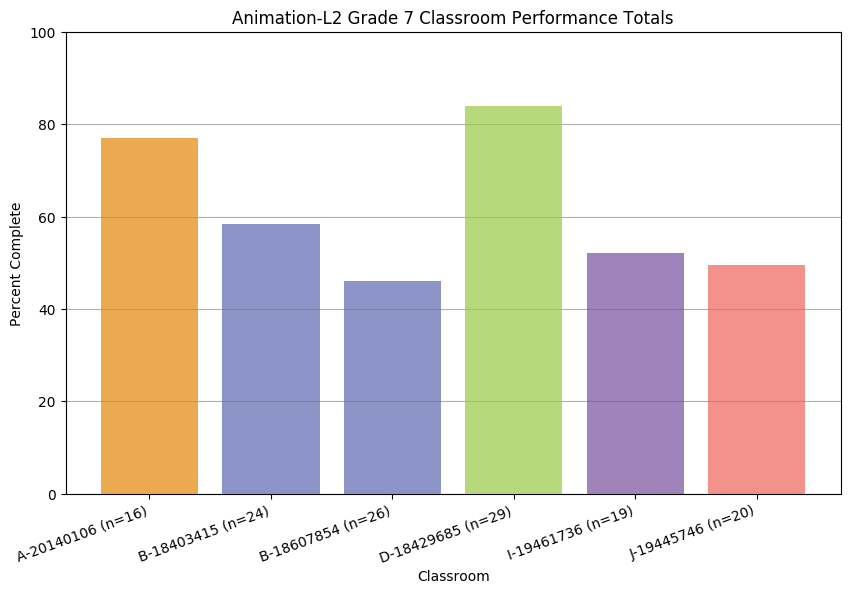 Animation-L2 Grade 7 Classroom Performance Totals
100
80
60
40
20
0
Percent Complete
A-20140106 (n=16)
B-18403415 (n=24)
B-18607854 (n=26)
D-18429685 (n=29)
I-19461736 (n=19)
J-19445746 (n=20)
Classroom